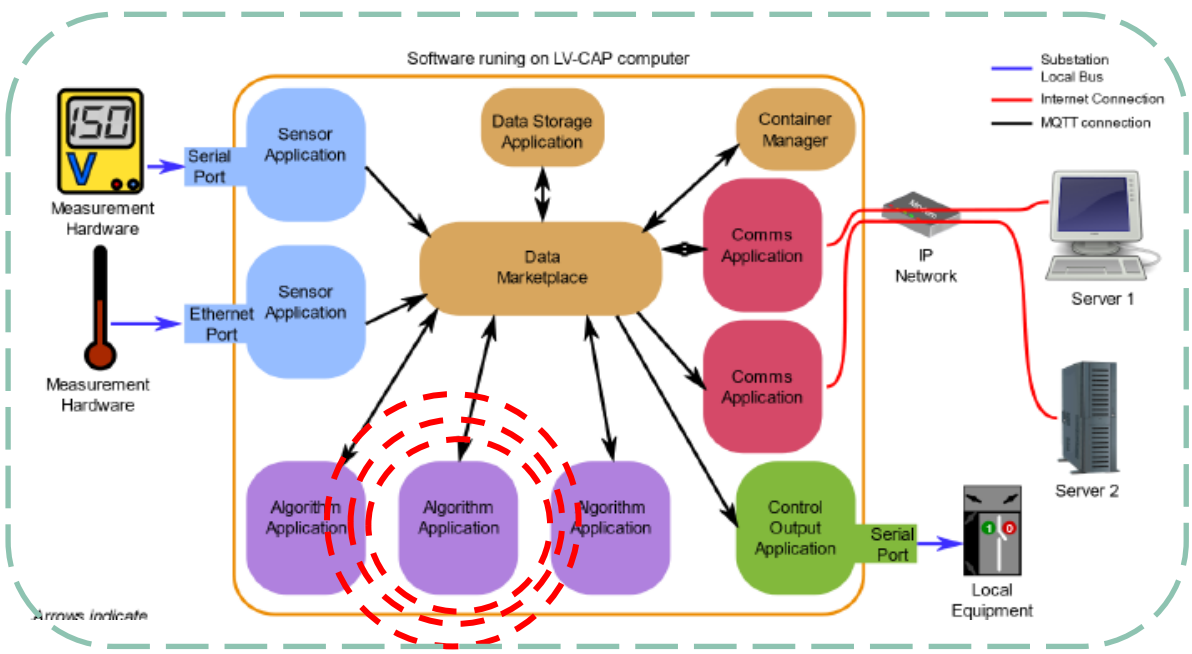 Software runing on LV-CAP computer
Substation
Local Bus
Internet Connection
MQTT connection
150
V
Measurement
Hardware
Serial
Port
Sensor
Application
Data Storage
Application
Container
Manager
Comms
Application
IP
Network
Server 1
Data
Marketplace
Measurement
Hardware
Ethernet
Port
Sensor
Application
Comms
Application
Server 2
Algorithm
Application
Algorithm
Application
Algorithm
Application
Control
Output
Application
Serial
Port
1
0
Local
Equipment
Arrows indicate